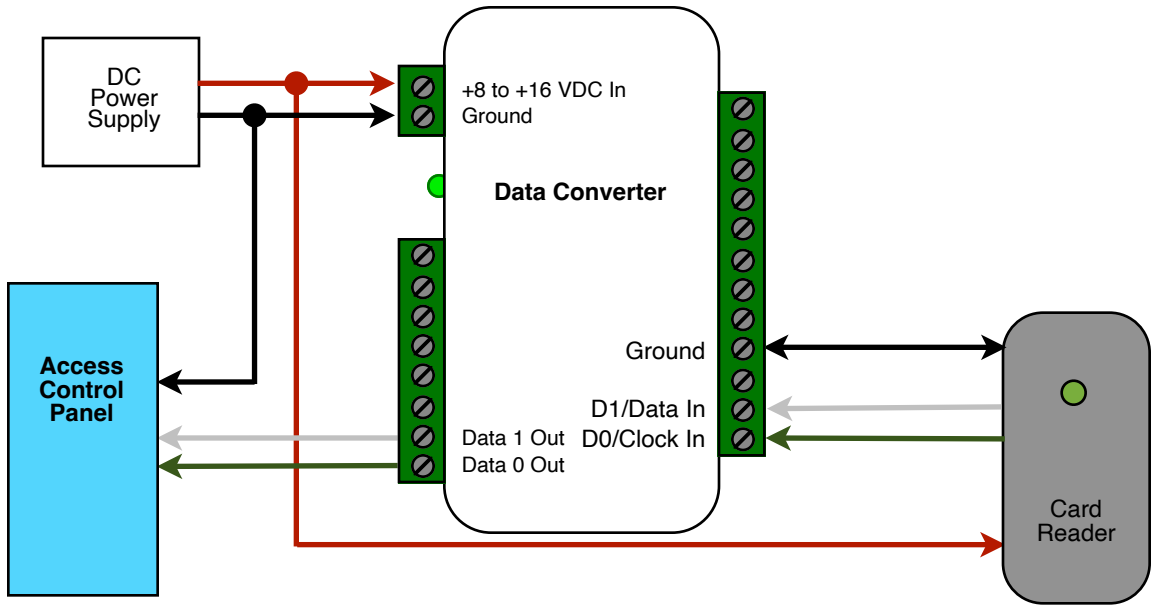 DC
Power
Supply
+8 to +16 VDC In
Ground
Data Converter
Access
Control
Panel
Ground
D1/Data In
Data 1 Out
D0/Clock In
Data 0 Out
Card
Reader